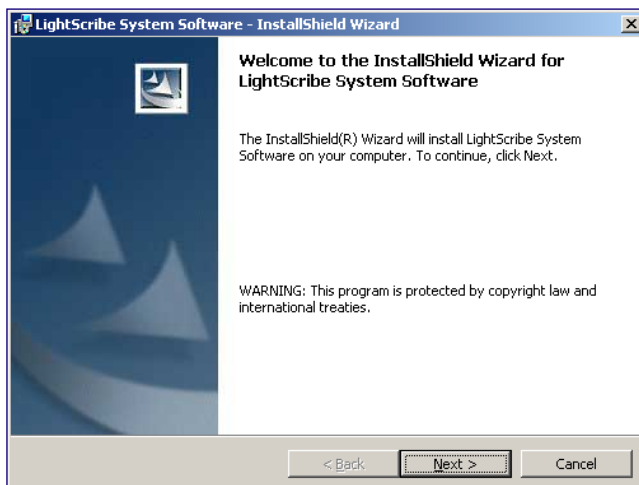 LightScribe System Software - InstallShield Wizard
Welcome to the InstallShield Wizard for
LightScribe System Software
The InstallShield(R) Wizard will install LightScribe System
Software on your computer. To continue, click Next.
WARNING: This program is protected by copyright law and
international treaties.
< Back
Next >
Cancel